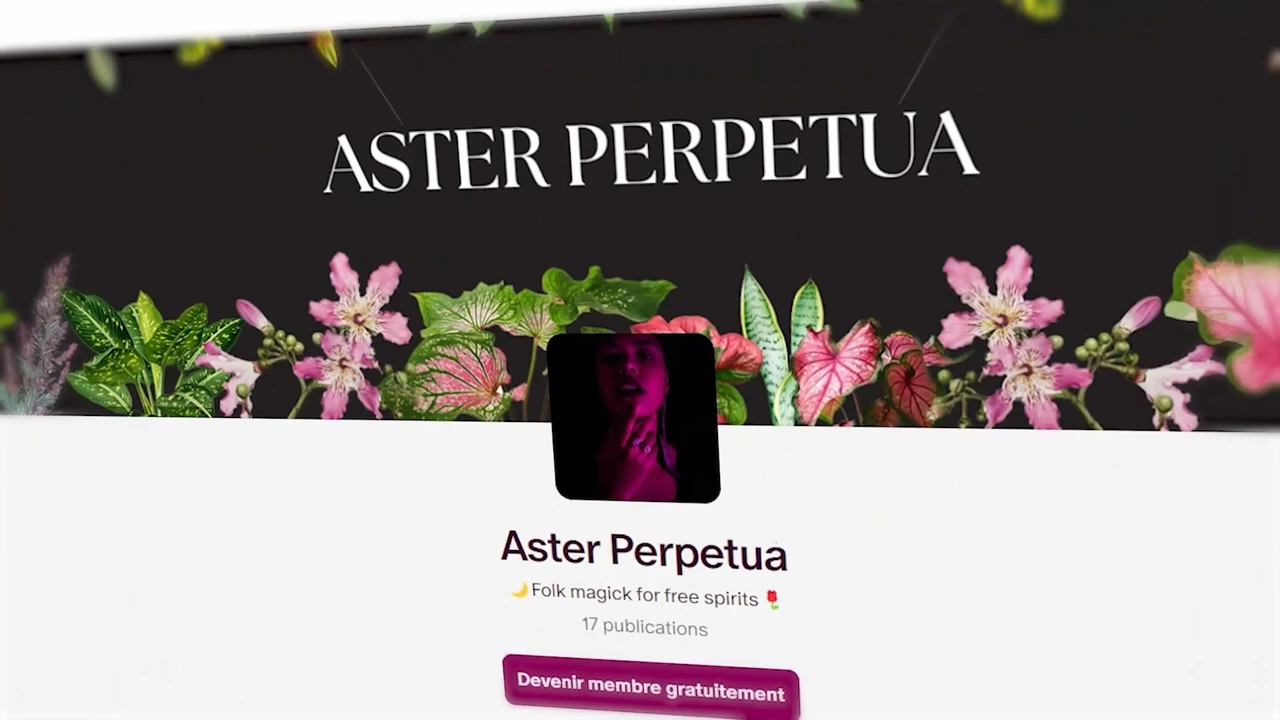 ASTER PERPETUA
Aster Perpetua
🌙Folk magick for free spirits 🌹
17 publications
Devenir membre gratuitement